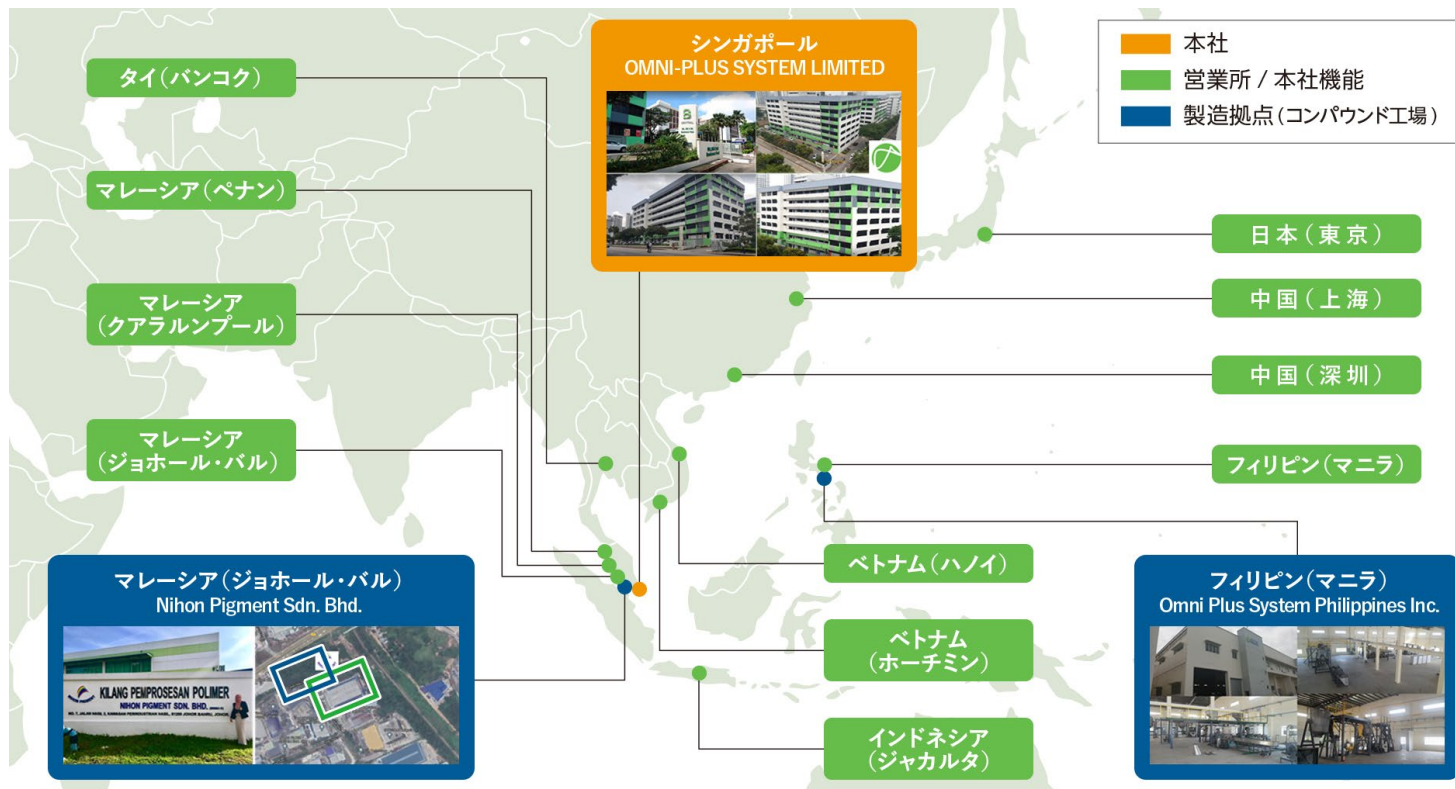 シンガポール
OMNI-PLUS SYSTEM LIMITED
本社
営業所 / 本社機能
製造拠点(コンパウンド工場)
タイ(バンコク)
マレーシア(ペナン)
マレーシア
(クアラルンプール)
マレーシア
(ジョホール・バル)
日本(東京)
中国(上海)
中国(深圳)
フィリピン(マニラ)
ベトナム(ハノイ)
ベトナム
(ホーチミン)
インドネシア
(ジャカルタ)
マレーシア(ジョホール・バル)
Nihon Pigment Sdn. Bhd.
KILANG PEMPROSESAN POLIMER
NIHON PIGMENT SDN. BHD.
フィリピン(マニラ)
Omni Plus System Philippines Inc.